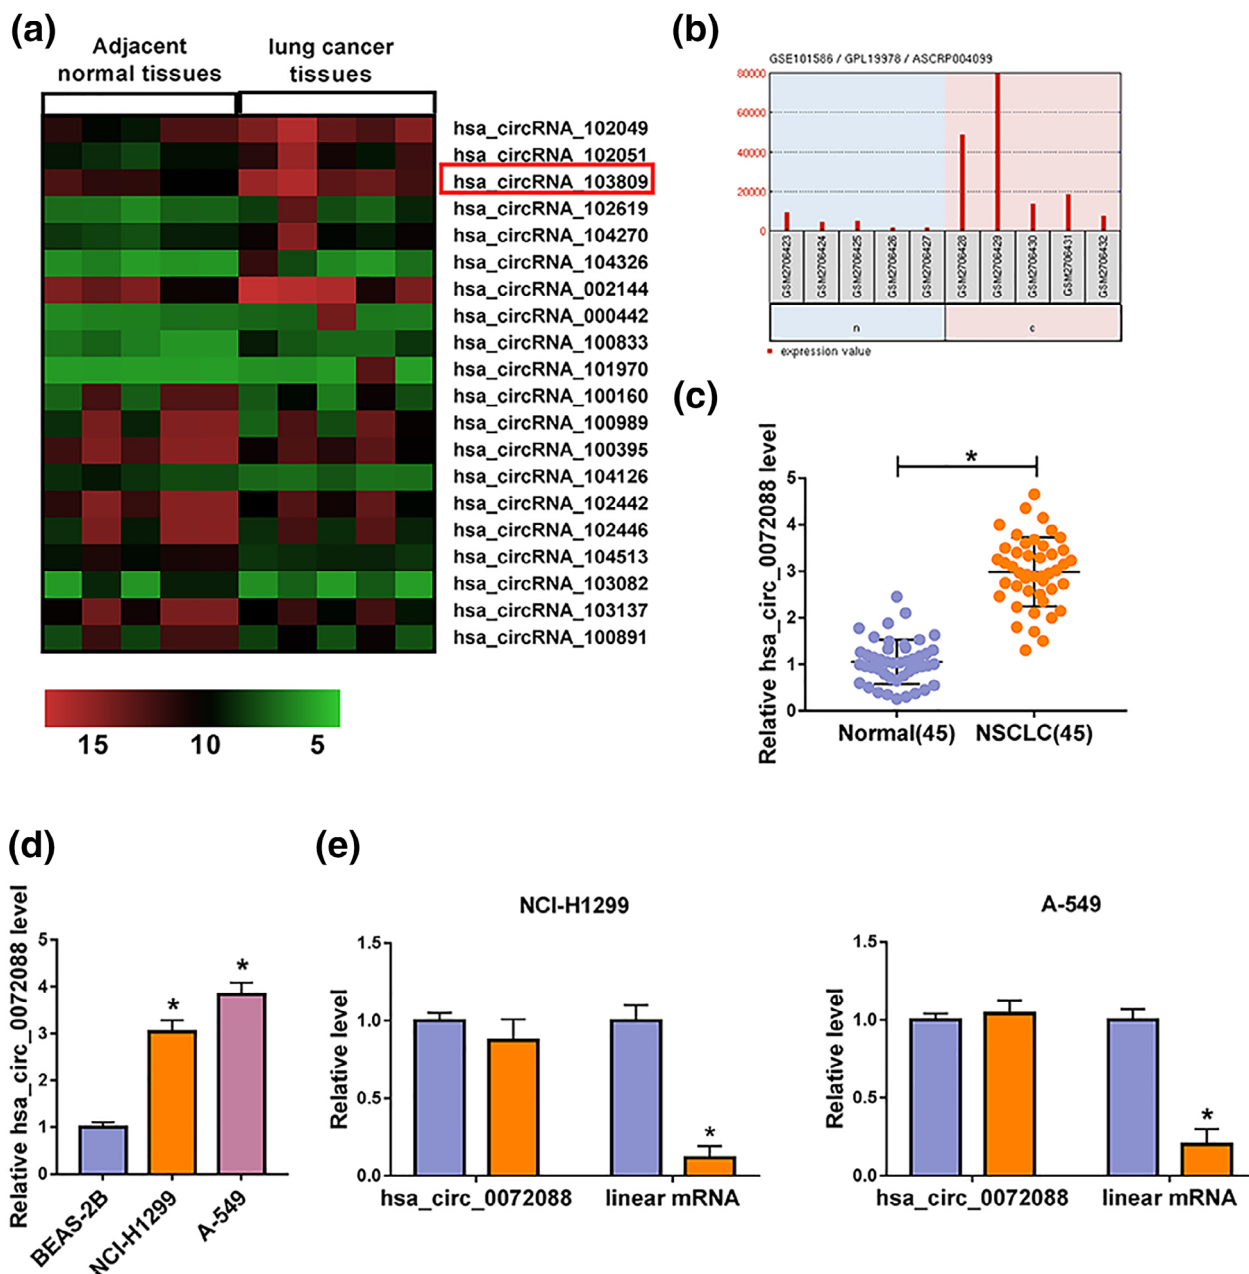 (a)
Adjacent
normal tissues
lung cancer
tissues
hsa_circRNA_102049
hsa_circRNA_102051
hsa_circRNA_103809
hsa_circRNA_102619
hsa_circRNA_104270
hsa_circRNA_104326
hsa_circRNA_002144
hsa_circRNA_000442
hsa_circRNA_100833
hsa_circRNA_101970
hsa_circRNA_100160
hsa_circRNA_100989
hsa_circRNA_100395
hsa_circRNA_104126
hsa_circRNA_102442
hsa_circRNA_102446
hsa_circRNA_104513
hsa_circRNA_103082
hsa_circRNA_103137
hsa_circRNA_100891
15 10 5
(b)
GSE101586 / GPL19978 / ASCRP004099
80000
60000
40000
20000
0
GSM2706423
GSM2706424
GSM2706425
GSM2706426
GSM2706427
GSM2706428
GSM2706429
GSM2706430
GSM2706431
GSM2706432
n c
expression value
(c)
Relative hsa_circ_0072088 level
5
4
3
2
1
0
*
Normal(45) NSCLC(45)
(d)
Relative hsa_circ_0072088 level
5
4
3
2
1
0
* *
BEAS-2B
NCI-H1299
A-549
(e)
NCI-H1299
Relative level
1.5
1.0
0.5
0.0
*
hsa_circ_0072088 linear mRNA
A-549
Relative level
1.5
1.0
0.5
0.0
*
hsa_circ_0072088 linear mRNA